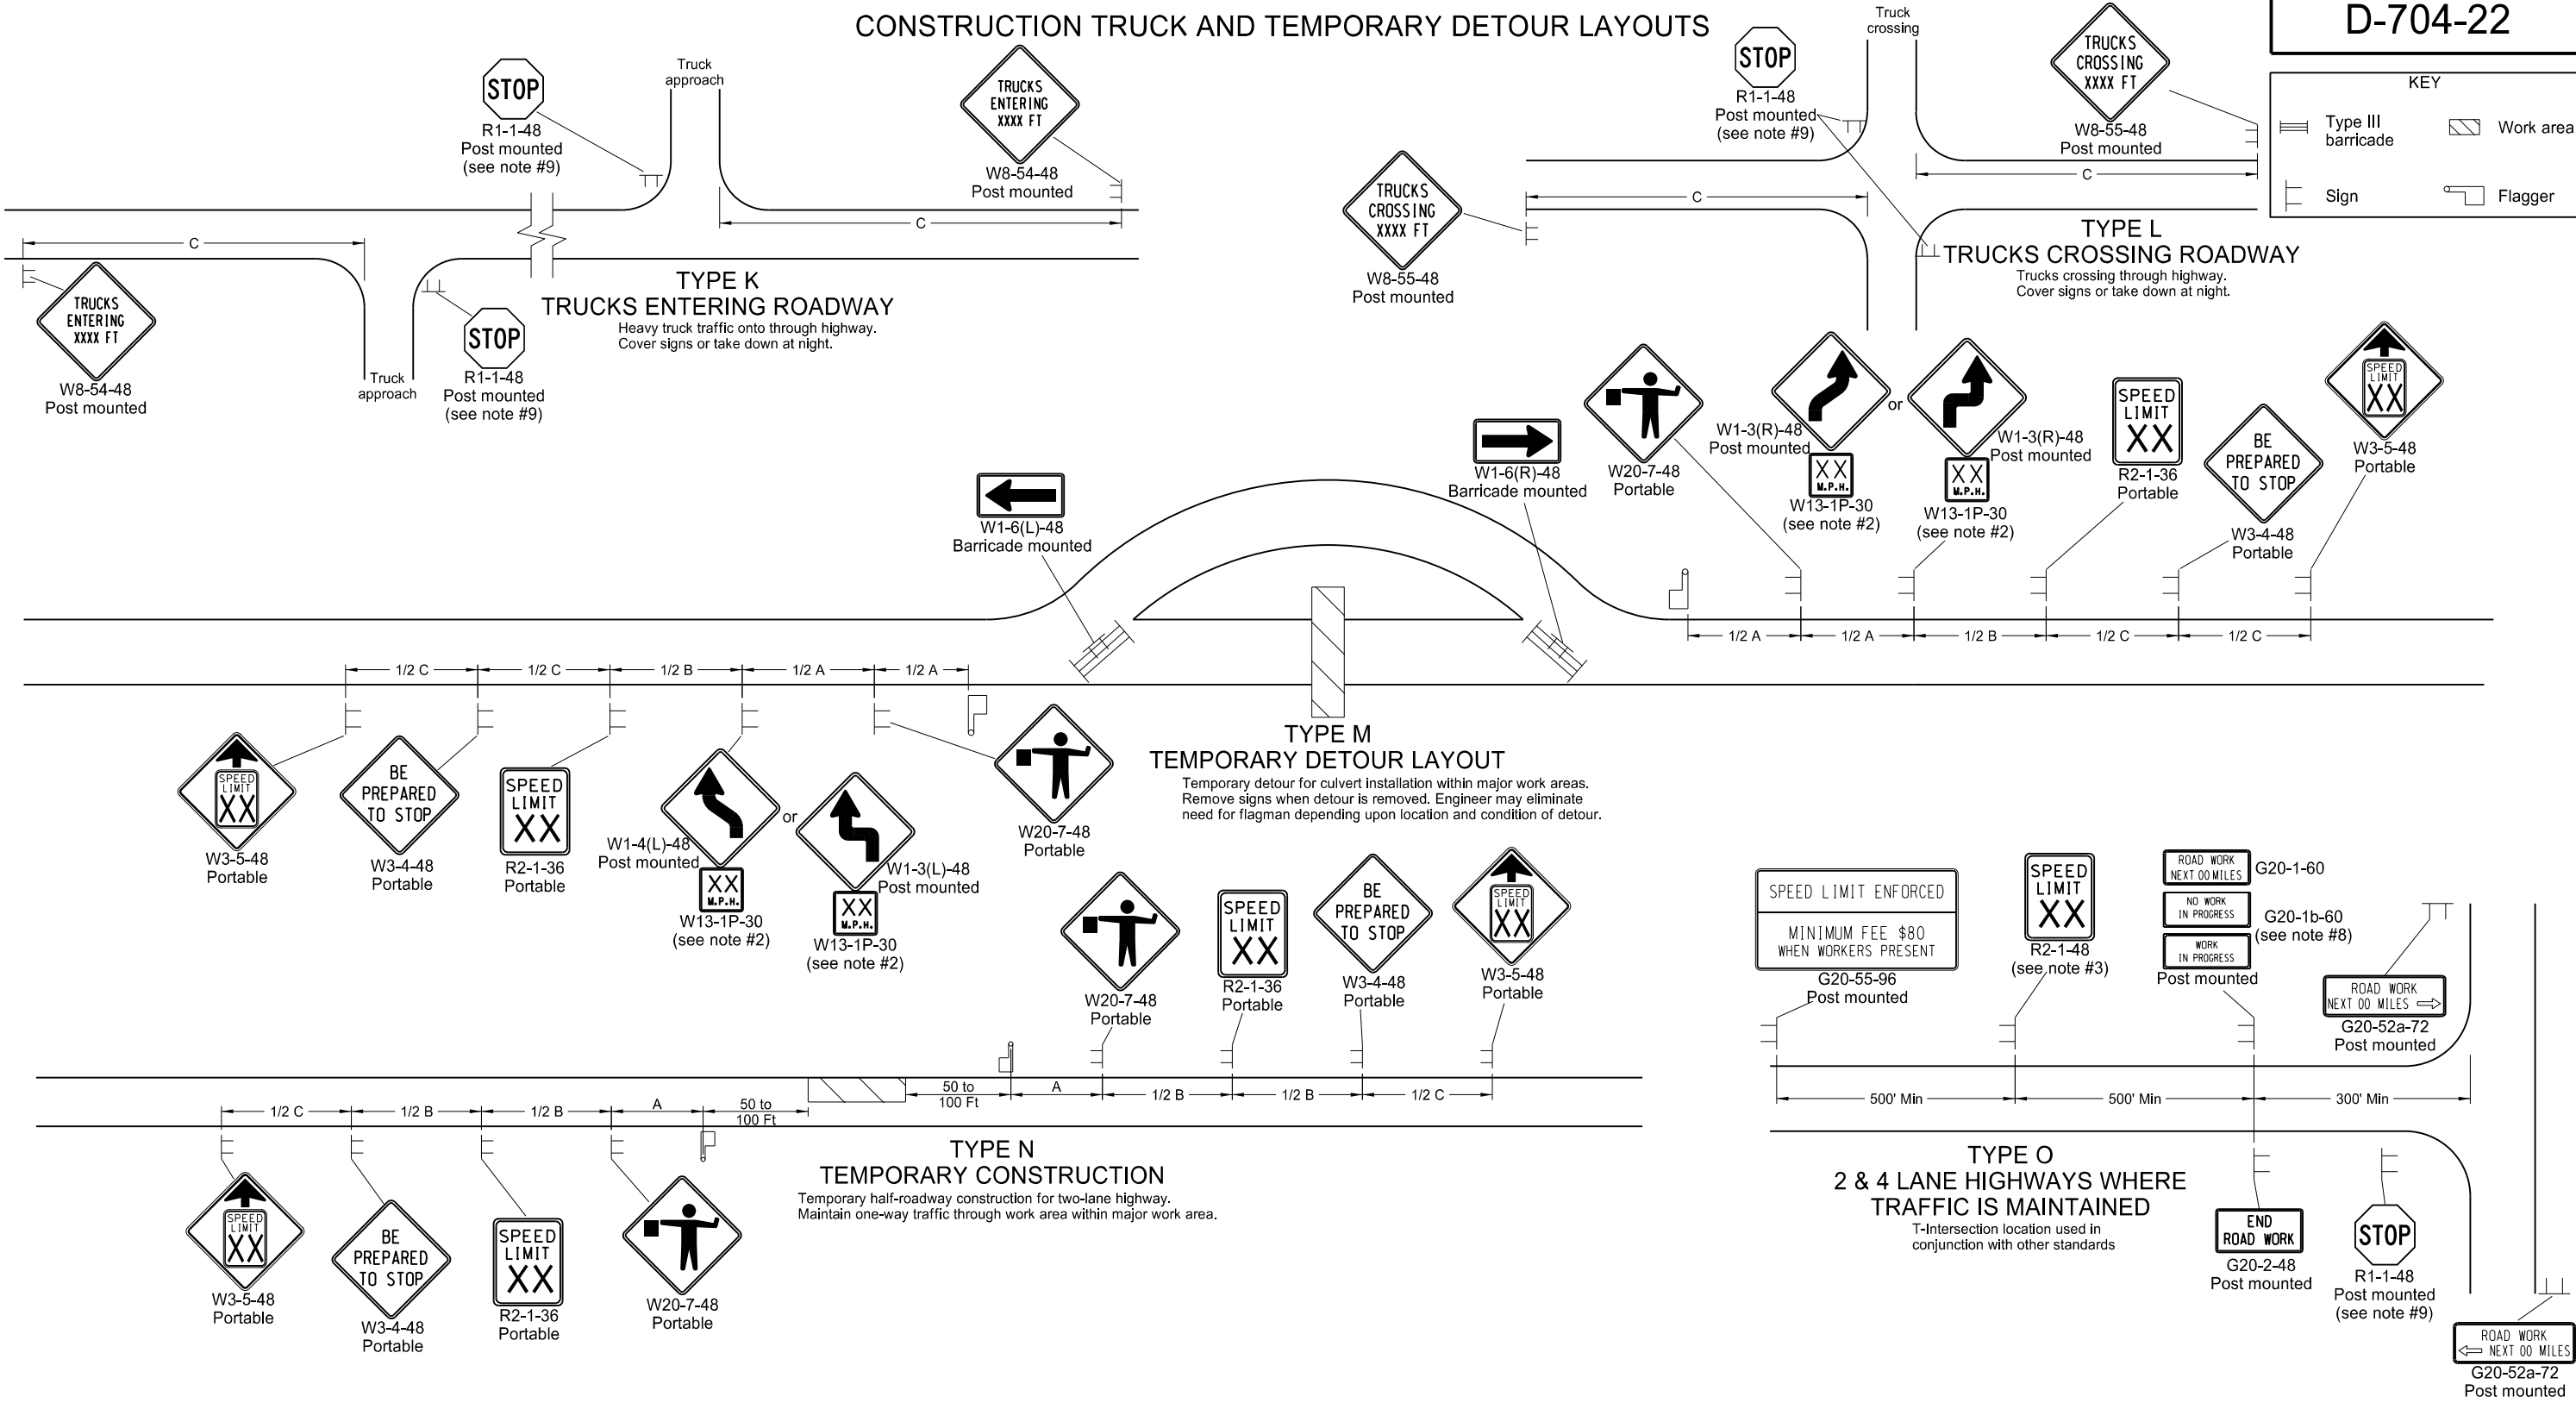 CONSTRUCTION TRUCK AND TEMPORARY DETOUR LAYOUTS
D-704-22
KEY
Type III
barricade
Work area
Sign
Flagger
Truck
approach
STOP
R1-1-48
Post mounted
(see note #9)
TRUCKS
ENTERING
XXXX FT
W8-54-48
Post mounted
C
C
TRUCKS
ENTERING
XXXX FT
W8-54-48
Post mounted
Truck
approach
STOP
R1-1-48
Post mounted
(see note #9)
TYPE K
TRUCKS ENTERING ROADWAY
Heavy truck traffic onto through highway.
Cover signs or take down at night.
Truck
crossing
STOP
R1-1-48
Post mounted
(see note #9)
TRUCKS
CROSSING
XXXX FT
W8-55-48
Post mounted
C
C
TRUCKS
CROSSING
XXXX FT
W8-55-48
Post mounted
TYPE L
TRUCKS CROSSING ROADWAY
Trucks crossing through highway.
Cover signs or take down at night.
W1-6(L)-48
Barricade mounted
W1-6(R)-48
Barricade mounted
W20-7-48
Portable
W1-3(R)-48
Post mounted
XX
M.P.H.
W13-1P-30
(see note #2)
or
W1-3(R)-48
Post mounted
XX
M.P.H.
W13-1P-30
(see note #2)
SPEED
LIMIT
XX
R2-1-36
Portable
BE
PREPARED
TO STOP
W3-4-48
Portable
SPEED
LIMIT
XX
W3-5-48
Portable
1/2 A
1/2 A
1/2 B
1/2 C
1/2 C
1/2 C
1/2 C
1/2 B
1/2 A
1/2 A
SPEED
LIMIT
XX
W3-5-48
Portable
BE
PREPARED
TO STOP
W3-4-48
Portable
SPEED
LIMIT
XX
R2-1-36
Portable
W1-4(L)-48
Post mounted
XX
M.P.H.
W13-1P-30
(see note #2)
or
W1-3(L)-48
Post mounted
XX
M.P.H.
W13-1P-30
(see note #2)
W20-7-48
Portable
TYPE M
TEMPORARY DETOUR LAYOUT
Temporary detour for culvert installation within major work areas.
Remove signs when detour is removed. Engineer may eliminate
need for flagman depending upon location and condition of detour.
W20-7-48
Portable
SPEED
LIMIT
XX
R2-1-36
Portable
BE
PREPARED
TO STOP
W3-4-48
Portable
SPEED
LIMIT
XX
W3-5-48
Portable
50 to
100 Ft
A
1/2 B
1/2 B
1/2 C
1/2 C
1/2 B
1/2 B
A
50 to
100 Ft
SPEED
LIMIT
XX
W3-5-48
Portable
BE
PREPARED
TO STOP
W3-4-48
Portable
SPEED
LIMIT
XX
R2-1-36
Portable
W20-7-48
Portable
TYPE N
TEMPORARY CONSTRUCTION
Temporary half-roadway construction for two-lane highway.
Maintain one-way traffic through work area within major work area.
SPEED LIMIT ENFORCED
MINIMUM FEE $80
WHEN WORKERS PRESENT
G20-55-96
Post mounted
SPEED
LIMIT
XX
R2-1-48
(see note #3)
ROAD WORK
NEXT 00 MILES
G20-1-60
NO WORK
IN PROGRESS
G20-1b-60
(see note #8)
WORK
IN PROGRESS
Post mounted
ROAD WORK
NEXT 00 MILES
G20-52a-72
Post mounted
500' Min
500' Min
300' Min
TYPE O
2 & 4 LANE HIGHWAYS WHERE
TRAFFIC IS MAINTAINED
T-Intersection location used in
conjunction with other standards
END
ROAD WORK
G20-2-48
Post mounted
STOP
R1-1-48
Post mounted
(see note #9)
ROAD WORK
NEXT 00 MILES
G20-52a-72
Post mounted